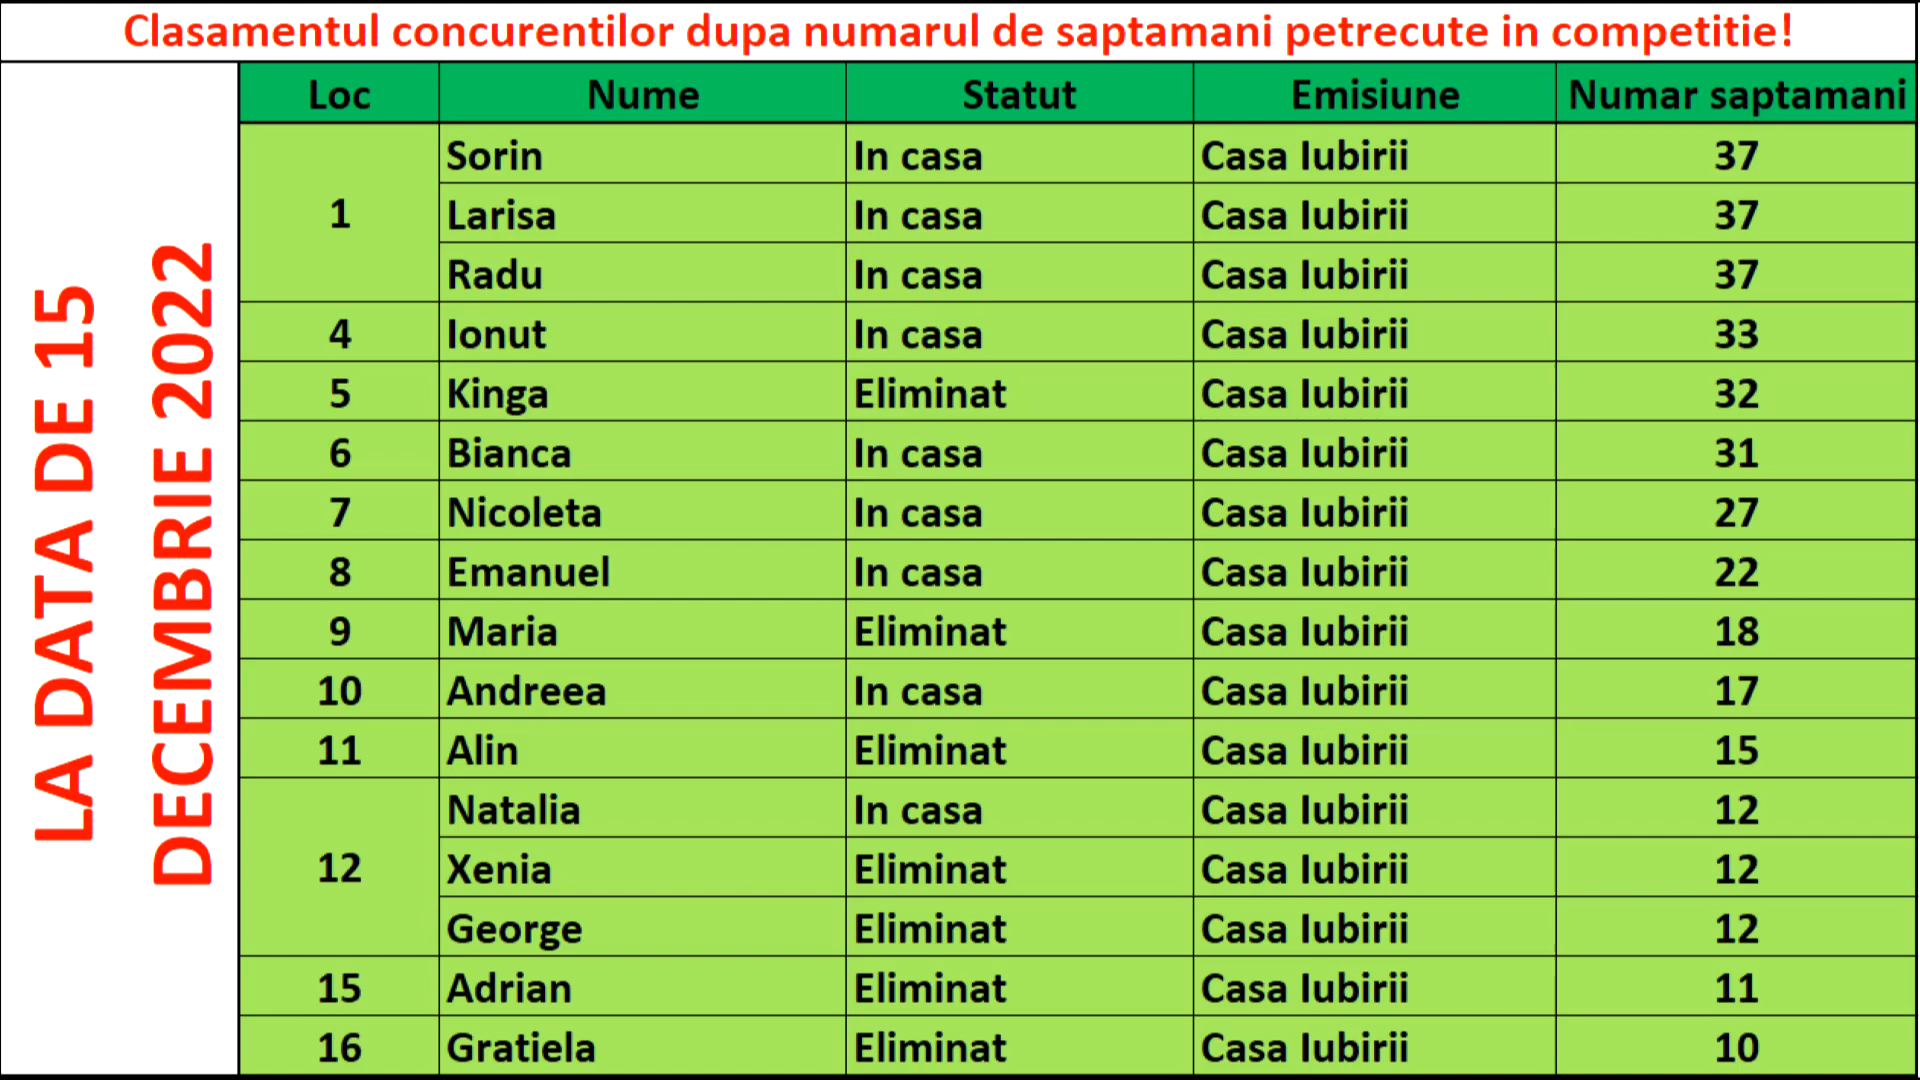 Clasamentul concurentilor dupa numarul de saptamani petrecute in competitie!
LA DATA DE 15
DECEMBRIE 2022
Loc Nume Statut Emisiune Numar saptamani
1 Sorin In casa Casa Iubirii 37
Larisa In casa Casa Iubirii 37
Radu In casa Casa Iubirii 37
4 Ionut In casa Casa Iubirii 33
5 Kinga Eliminat Casa Iubirii 32
6 Bianca In casa Casa Iubirii 31
7 Nicoleta In casa Casa Iubirii 27
8 Emanuel In casa Casa Iubirii 22
9 Maria Eliminat Casa Iubirii 18
10 Andreea In casa Casa Iubirii 17
11 Alin Eliminat Casa Iubirii 15
12 Natalia In casa Casa Iubirii 12
Xenia Eliminat Casa Iubirii 12
George Eliminat Casa Iubirii 12
15 Adrian Eliminat Casa Iubirii 11
16 Gratiela Eliminat Casa Iubirii 10